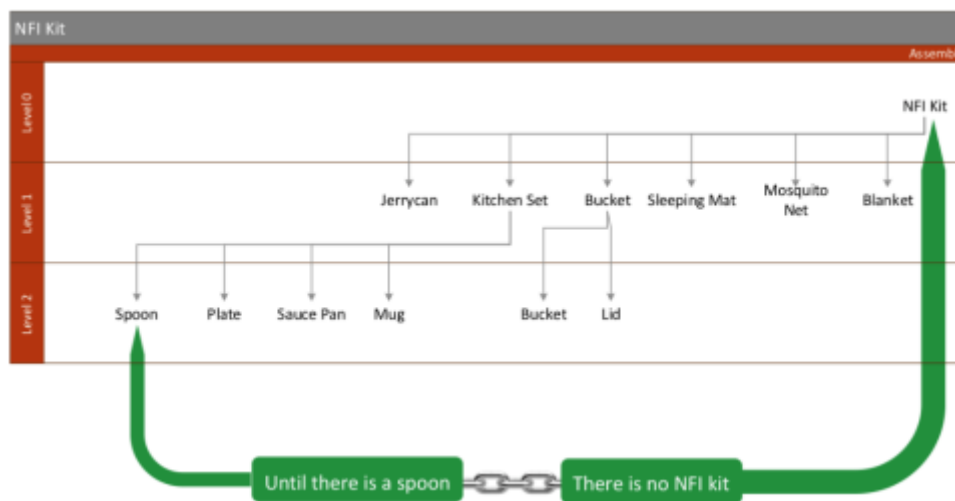 NFI Kit
Assemb
Level 0
NFI Kit
Level 1
Jerrycan
Kitchen Set
Bucket
Sleeping Mat
Mosquito
Net
Blanket
Level 2
Spoon
Plate
Sauce Pan
Mug
Bucket
Lid
Until there is a spoon
There is no NFI kit